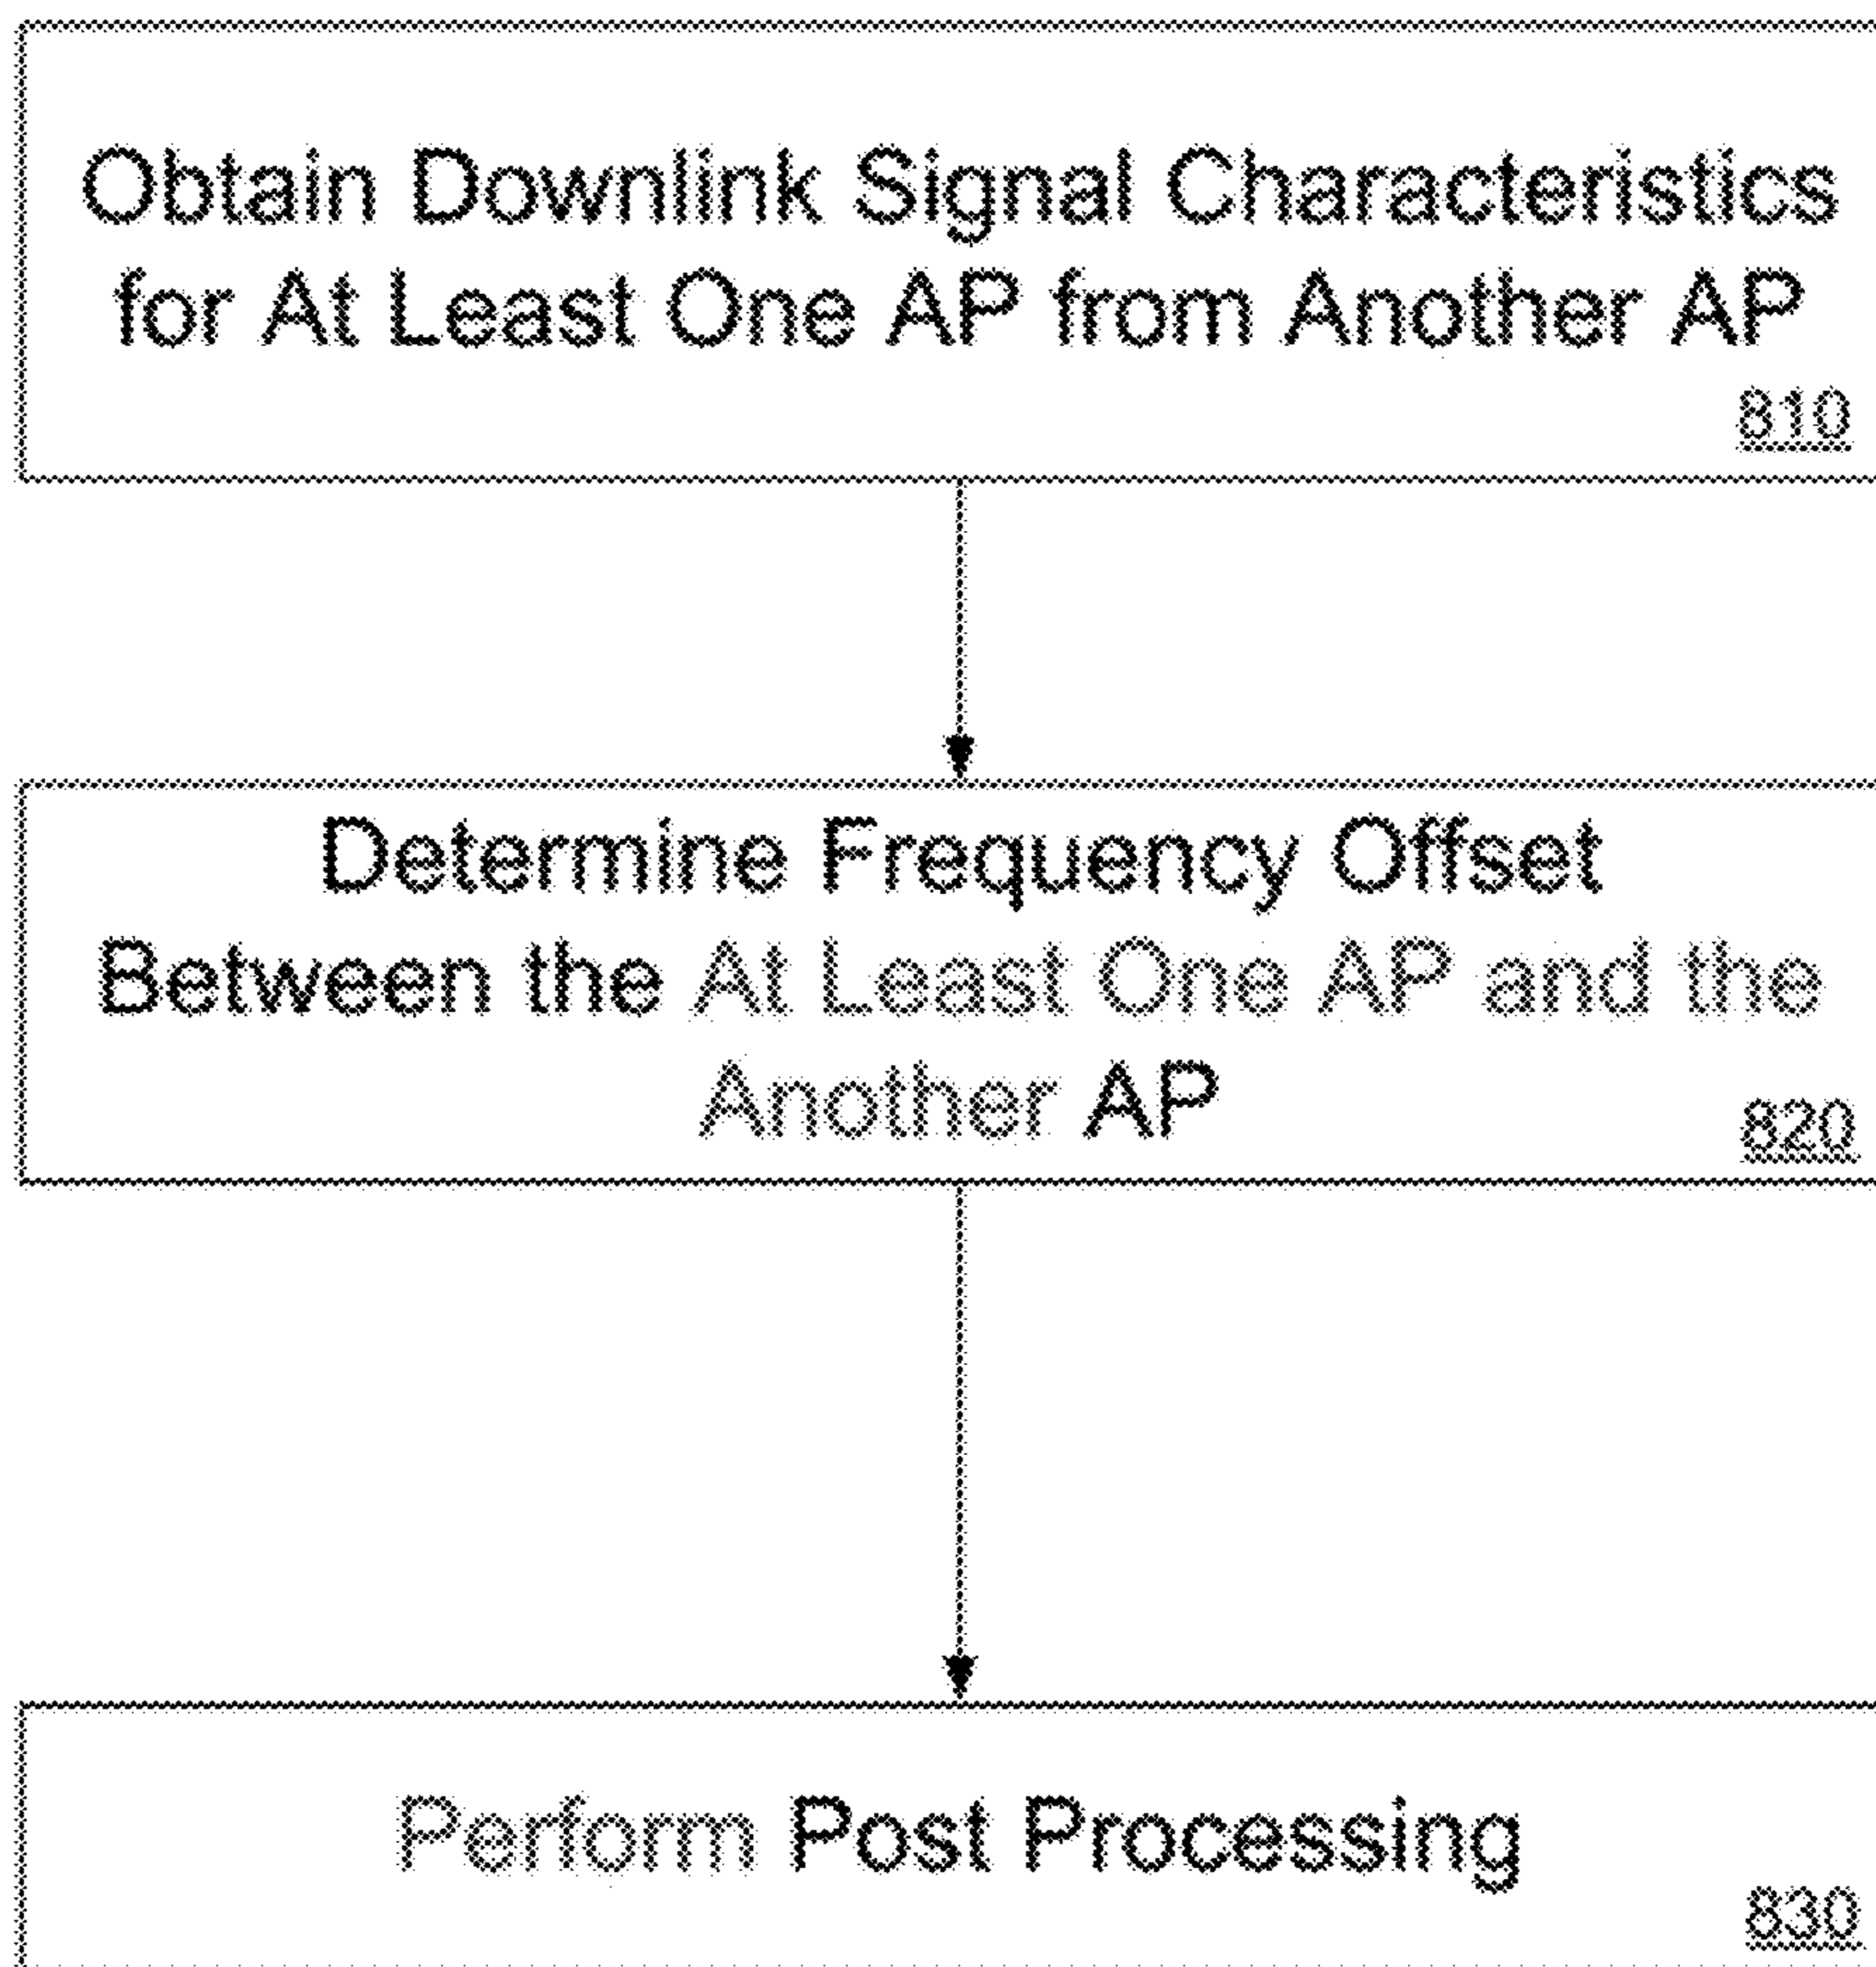 Obtain Downlink Signal Characteristics
for At Least One AP from Another AP
810
Determine Frequency Offset
Between the At Least One AP and the
Another AP
820
Perform Post Processing
830